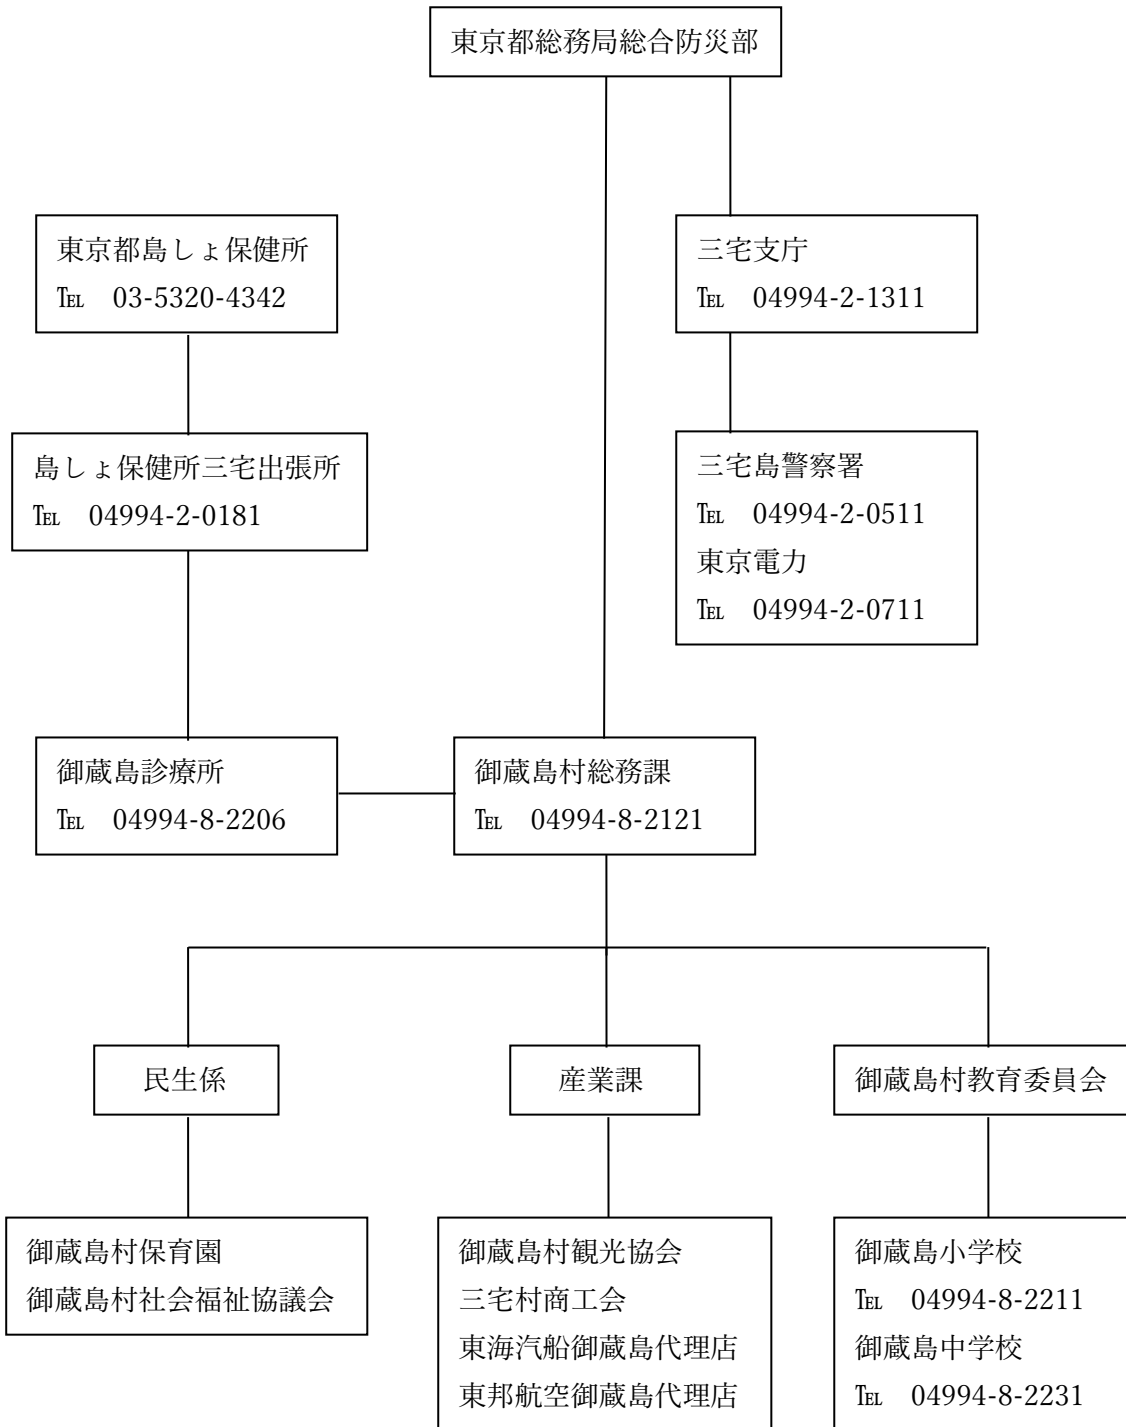 東京都総務局総合防災部
東京都島しょ保健所
℡　03-5320-4342
三宅支庁
℡　04994-2-1311
島しょ保健所三宅出張所
℡　04994-2-0181
三宅島警察署
℡　04994-2-0511
東京電力
℡　04994-2-0711
御蔵島診療所
℡　04994-8-2206
御蔵島村総務課
℡　04994-8-2121
民生係
産業課
御蔵島村教育委員会
御蔵島村保育園
御蔵島村社会福祉協議会
御蔵島村観光協会
三宅村商工会
東海汽船御蔵島代理店
東邦航空御蔵島代理店
御蔵島小学校
℡　04994-8-2211
御蔵島中学校
℡　04994-8-2231